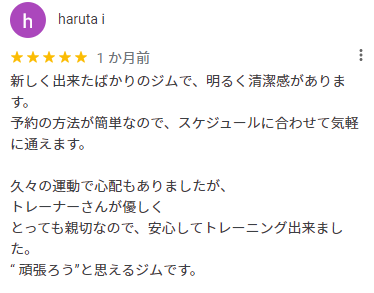 h
haruta i
★★★★★ 1 か月前
新しく出来たばかりのジムで、明るく清潔感がありま
す。
予約の方法が簡単なので、スケジュールに合わせて気軽
に通えます。
久々の運動で心配もありましたが、
トレーナーさんが優しく
とっても親切なので、安心してトレーニング出来まし
た。
“ 頑張ろう”と思えるジムです。